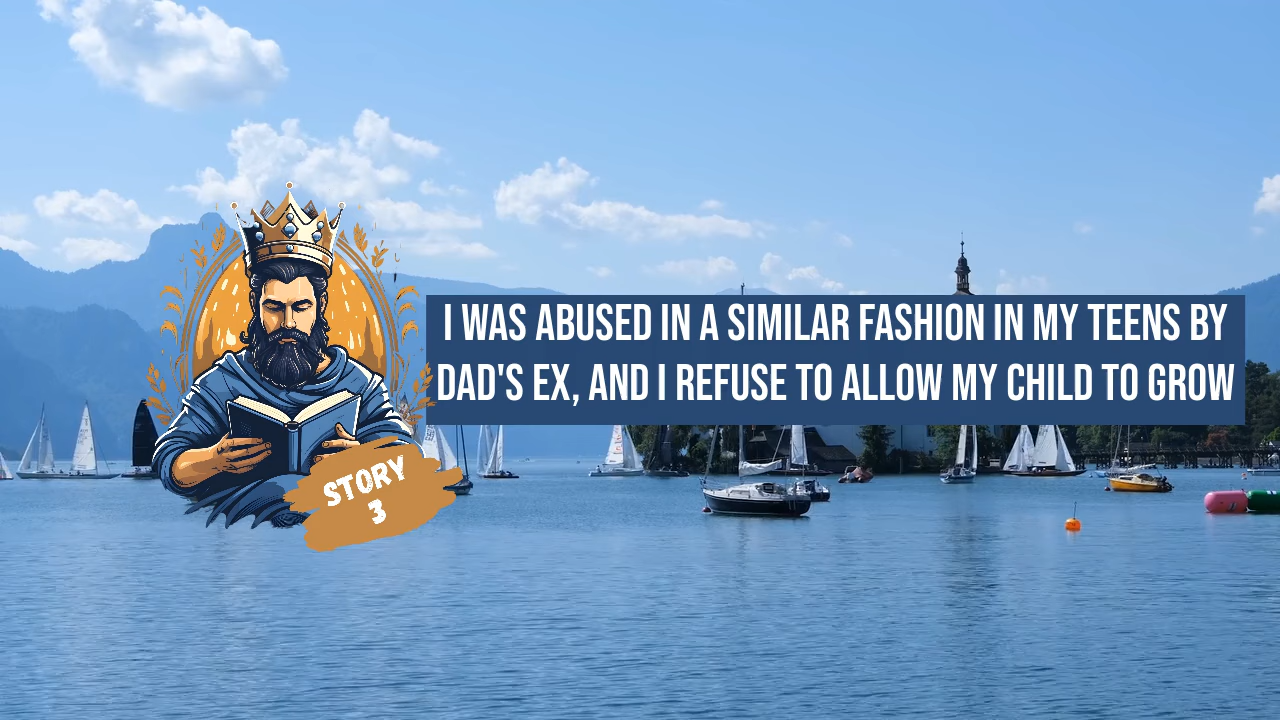 I WAS ABUSED IN A SIMILAR FASHION IN MY TEENS BY
DAD'S EX, AND I REFUSE TO ALLOW MY CHILD TO GROW
STORY
3